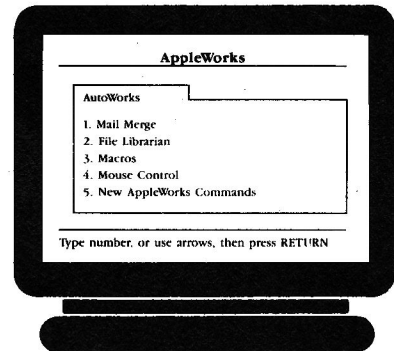 AppleWorks
AutoWorks
1. Mail Merge
2. File Librarian
3. Macros
4. Mouse Control
5. New AppleWorks Commands
Type number, or use arrows, then press RETURN